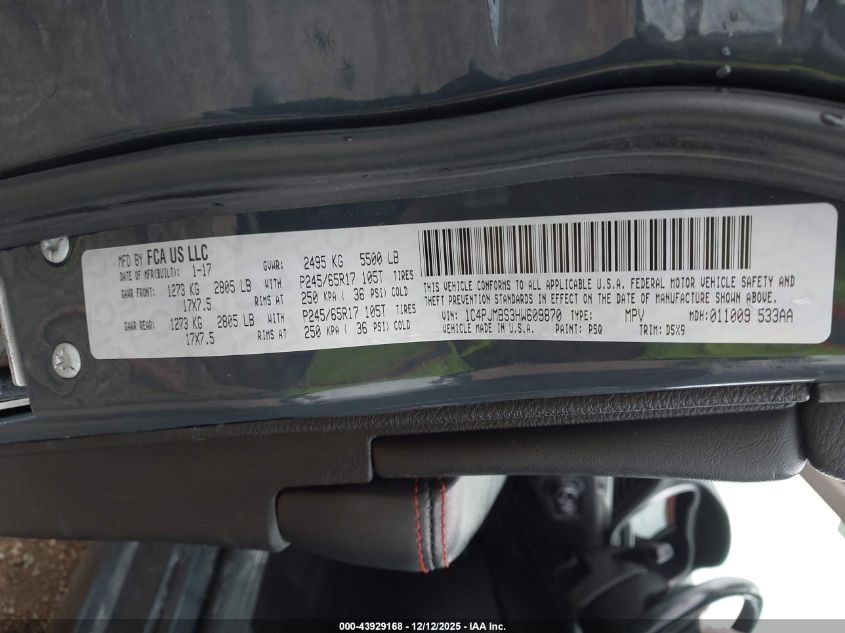 MFD BY FCA US LLC
DATE OF MFR(BUILT): 1-17 GVWR: 2495 KG 5500 LB
GAWR FRONT: 1273 KG 2805 LB WITH P245/65R17 105T TIRES
17X7.5 RIMS AT 250 KPA ( 36 PSI) COLD
GAWR REAR: 1273 KG 2805 LB WITH P245/65R17 105T TIRES
17X7.5 RIMS AT 250 KPA ( 36 PSI) COLD
THIS VEHICLE CONFORMS TO ALL APPLICABLE U.S.A. FEDERAL MOTOR VEHICLE SAFETY AND
THEFT PREVENTION STANDARDS IN EFFECT ON THE DATE OF MANUFACTURE SHOWN ABOVE.
VIN: 1C4PJMBS3HW609870 TYPE: MPV MDH: 011009 533AA
PAINT: PSQ TRIM: D5X9
000-43929168 - 12/12/2025 - IAA Inc.